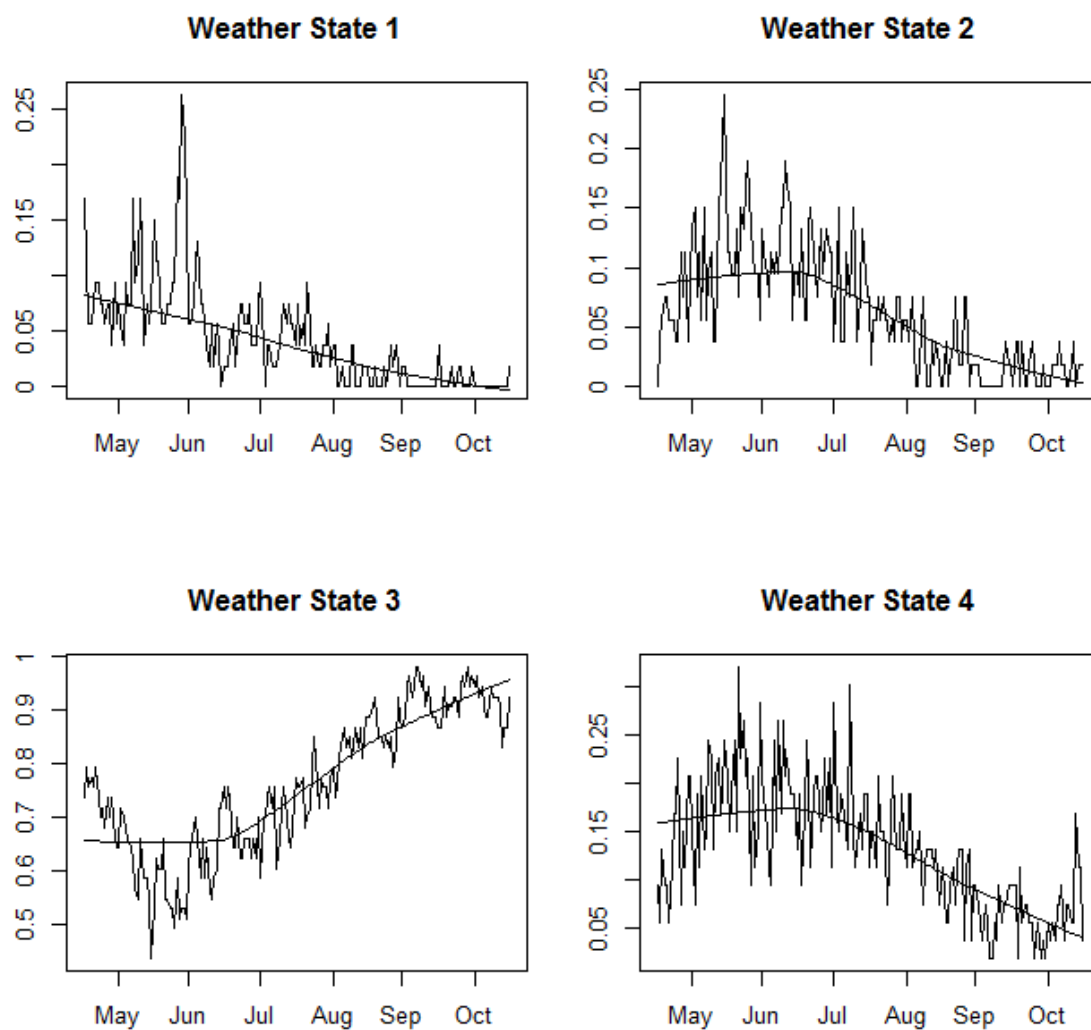 Weather State 1
0.25
0.15
0.05
0
May Jun Jul Aug Sep Oct
Weather State 2
0.25
0.2
0.15
0.1
0.05
0
May Jun Jul Aug Sep Oct
Weather State 3
1
0.9
0.8
0.7
0.6
0.5
May Jun Jul Aug Sep Oct
Weather State 4
0.25
0.15
0.05
May Jun Jul Aug Sep Oct